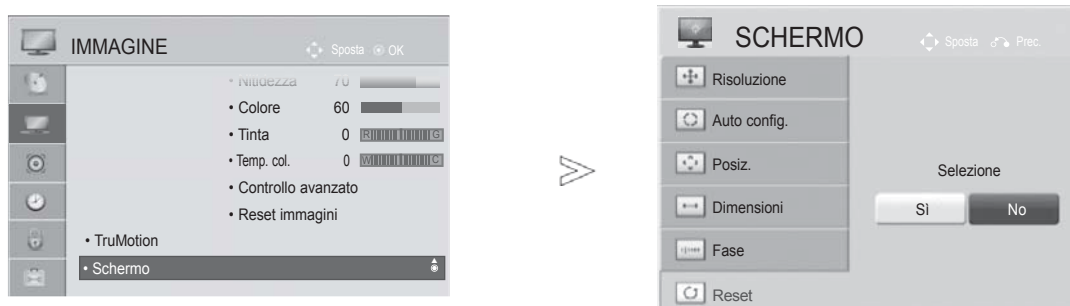 IMMAGINE
Sposta OK
• Nitidezza 70
• Colore 60
• Tinta 0 R G
• Temp. col. 0 W C
• Controllo avanzato
• Reset immagini
• TruMotion
• Schermo
SCHERMO
Sposta Prec.
Risoluzione
Auto config.
Posiz.
Dimensioni
Fase
Reset
Selezione
Sì No